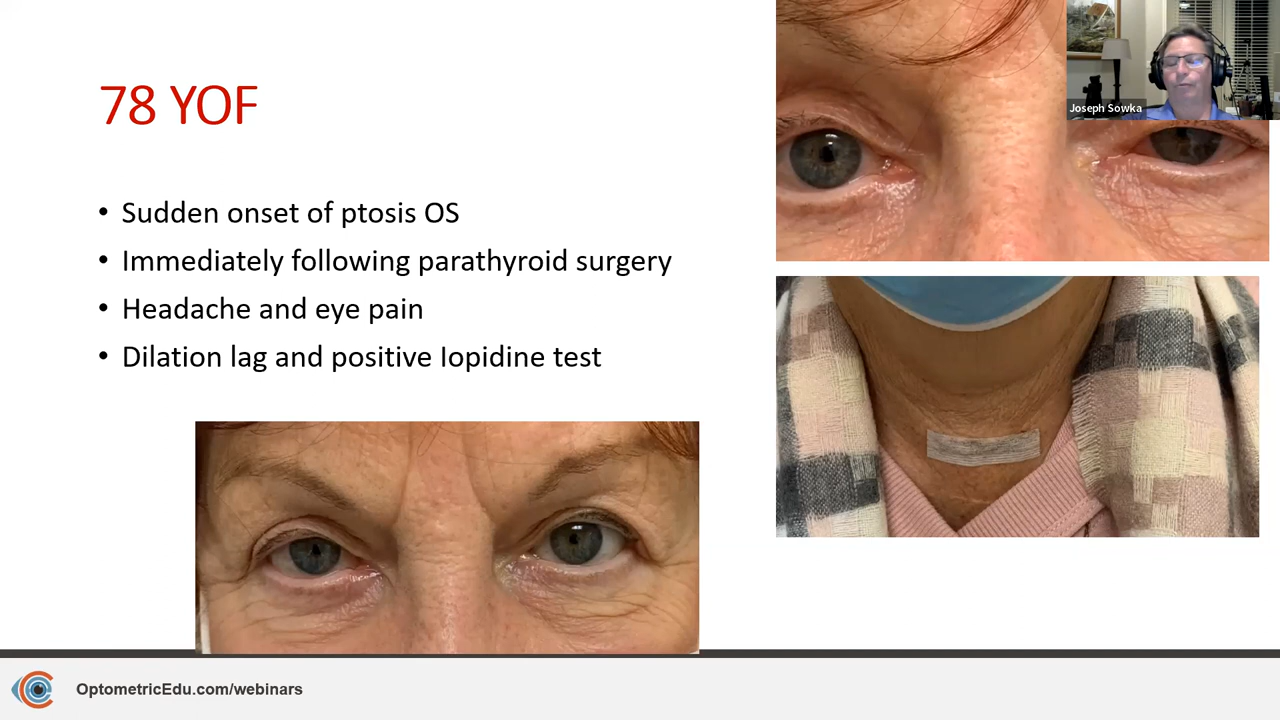 78 YOF
Joseph Sowka
• Sudden onset of ptosis OS
• Immediately following parathyroid surgery
• Headache and eye pain
• Dilation lag and positive Iopidine test
OptometricEdu.com/webinars